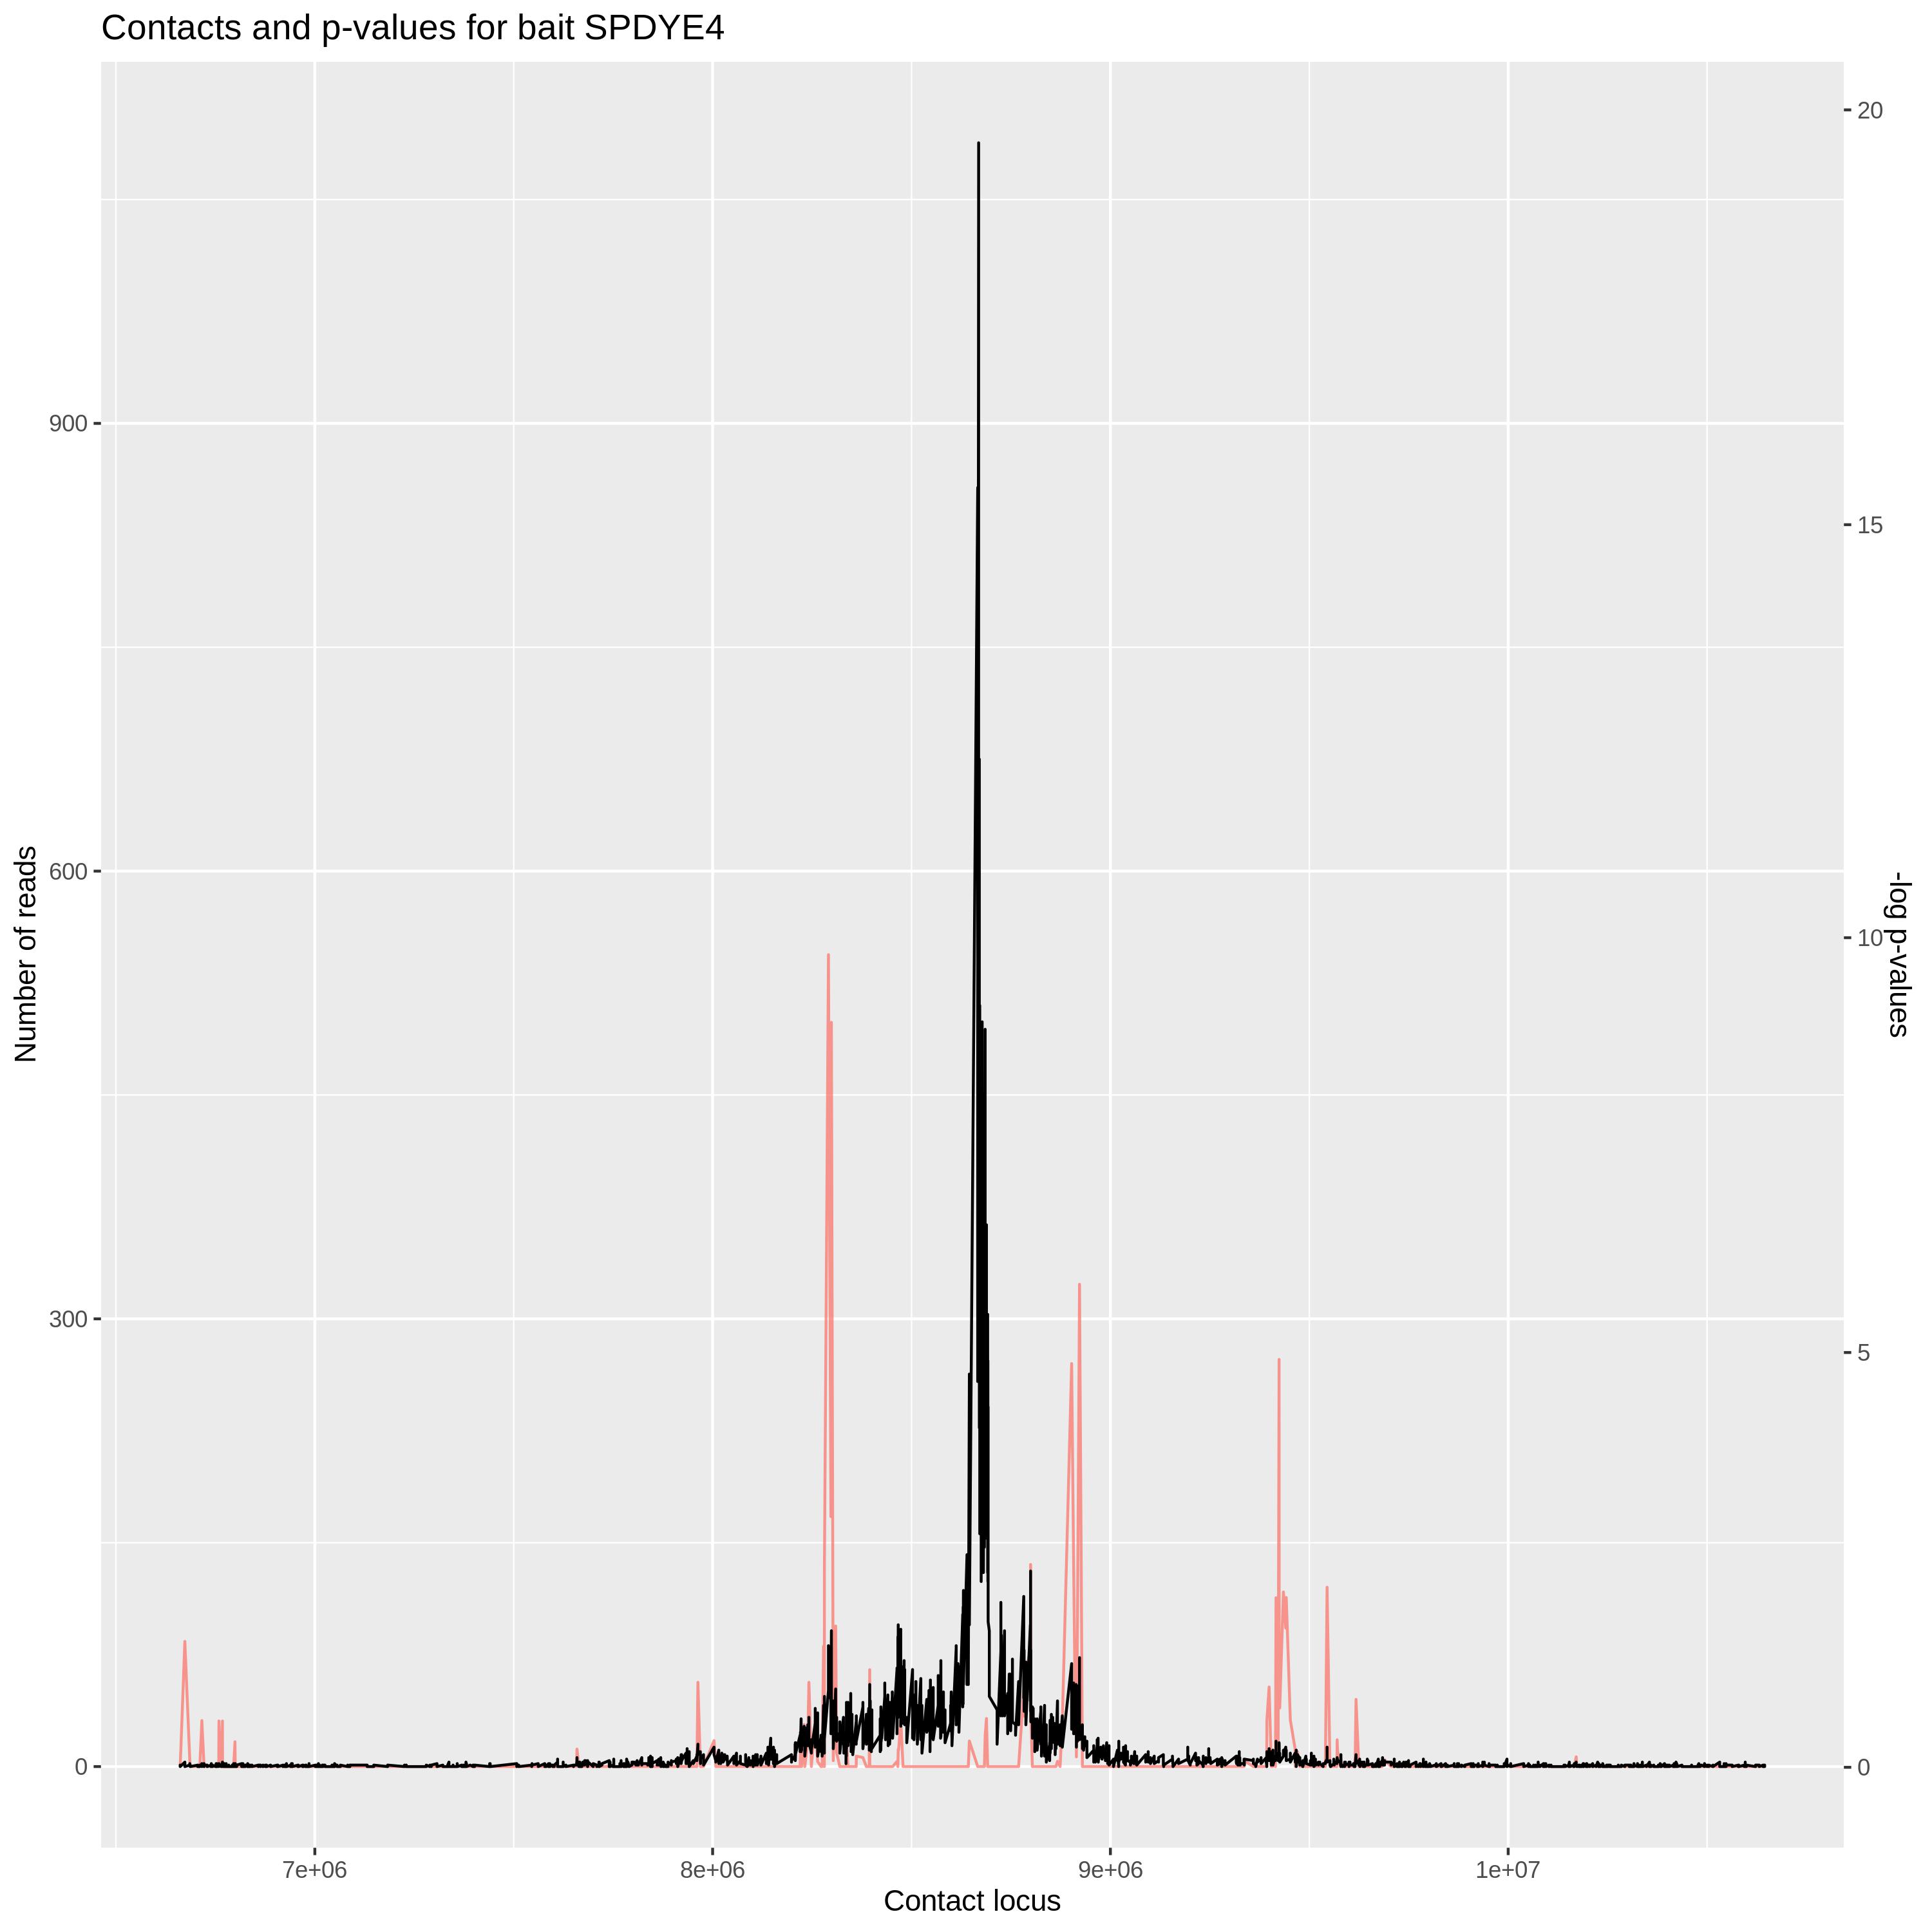 Contacts and p-values for bait SPDYE4
900
600
300
0
Number of reads
20
15
10
5
0
-log p-values
7e+06
8e+06
9e+06
1e+07
Contact locus